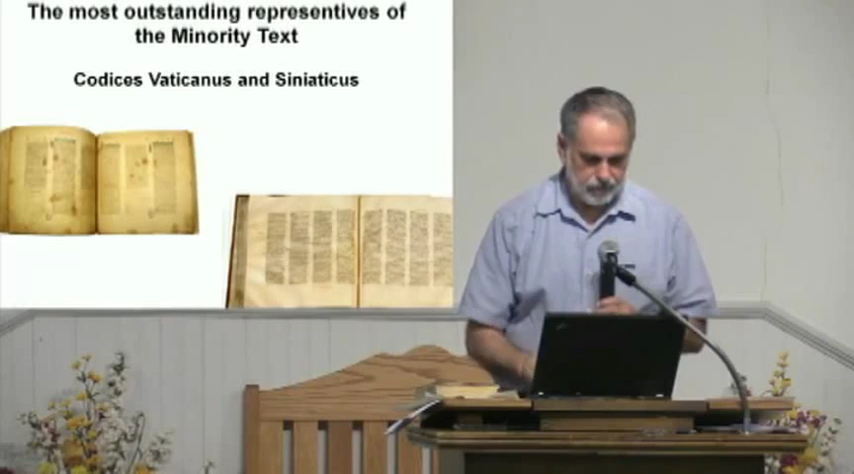 The most outstanding representives of
the Minority Text
Codices Vaticanus and Siniaticus